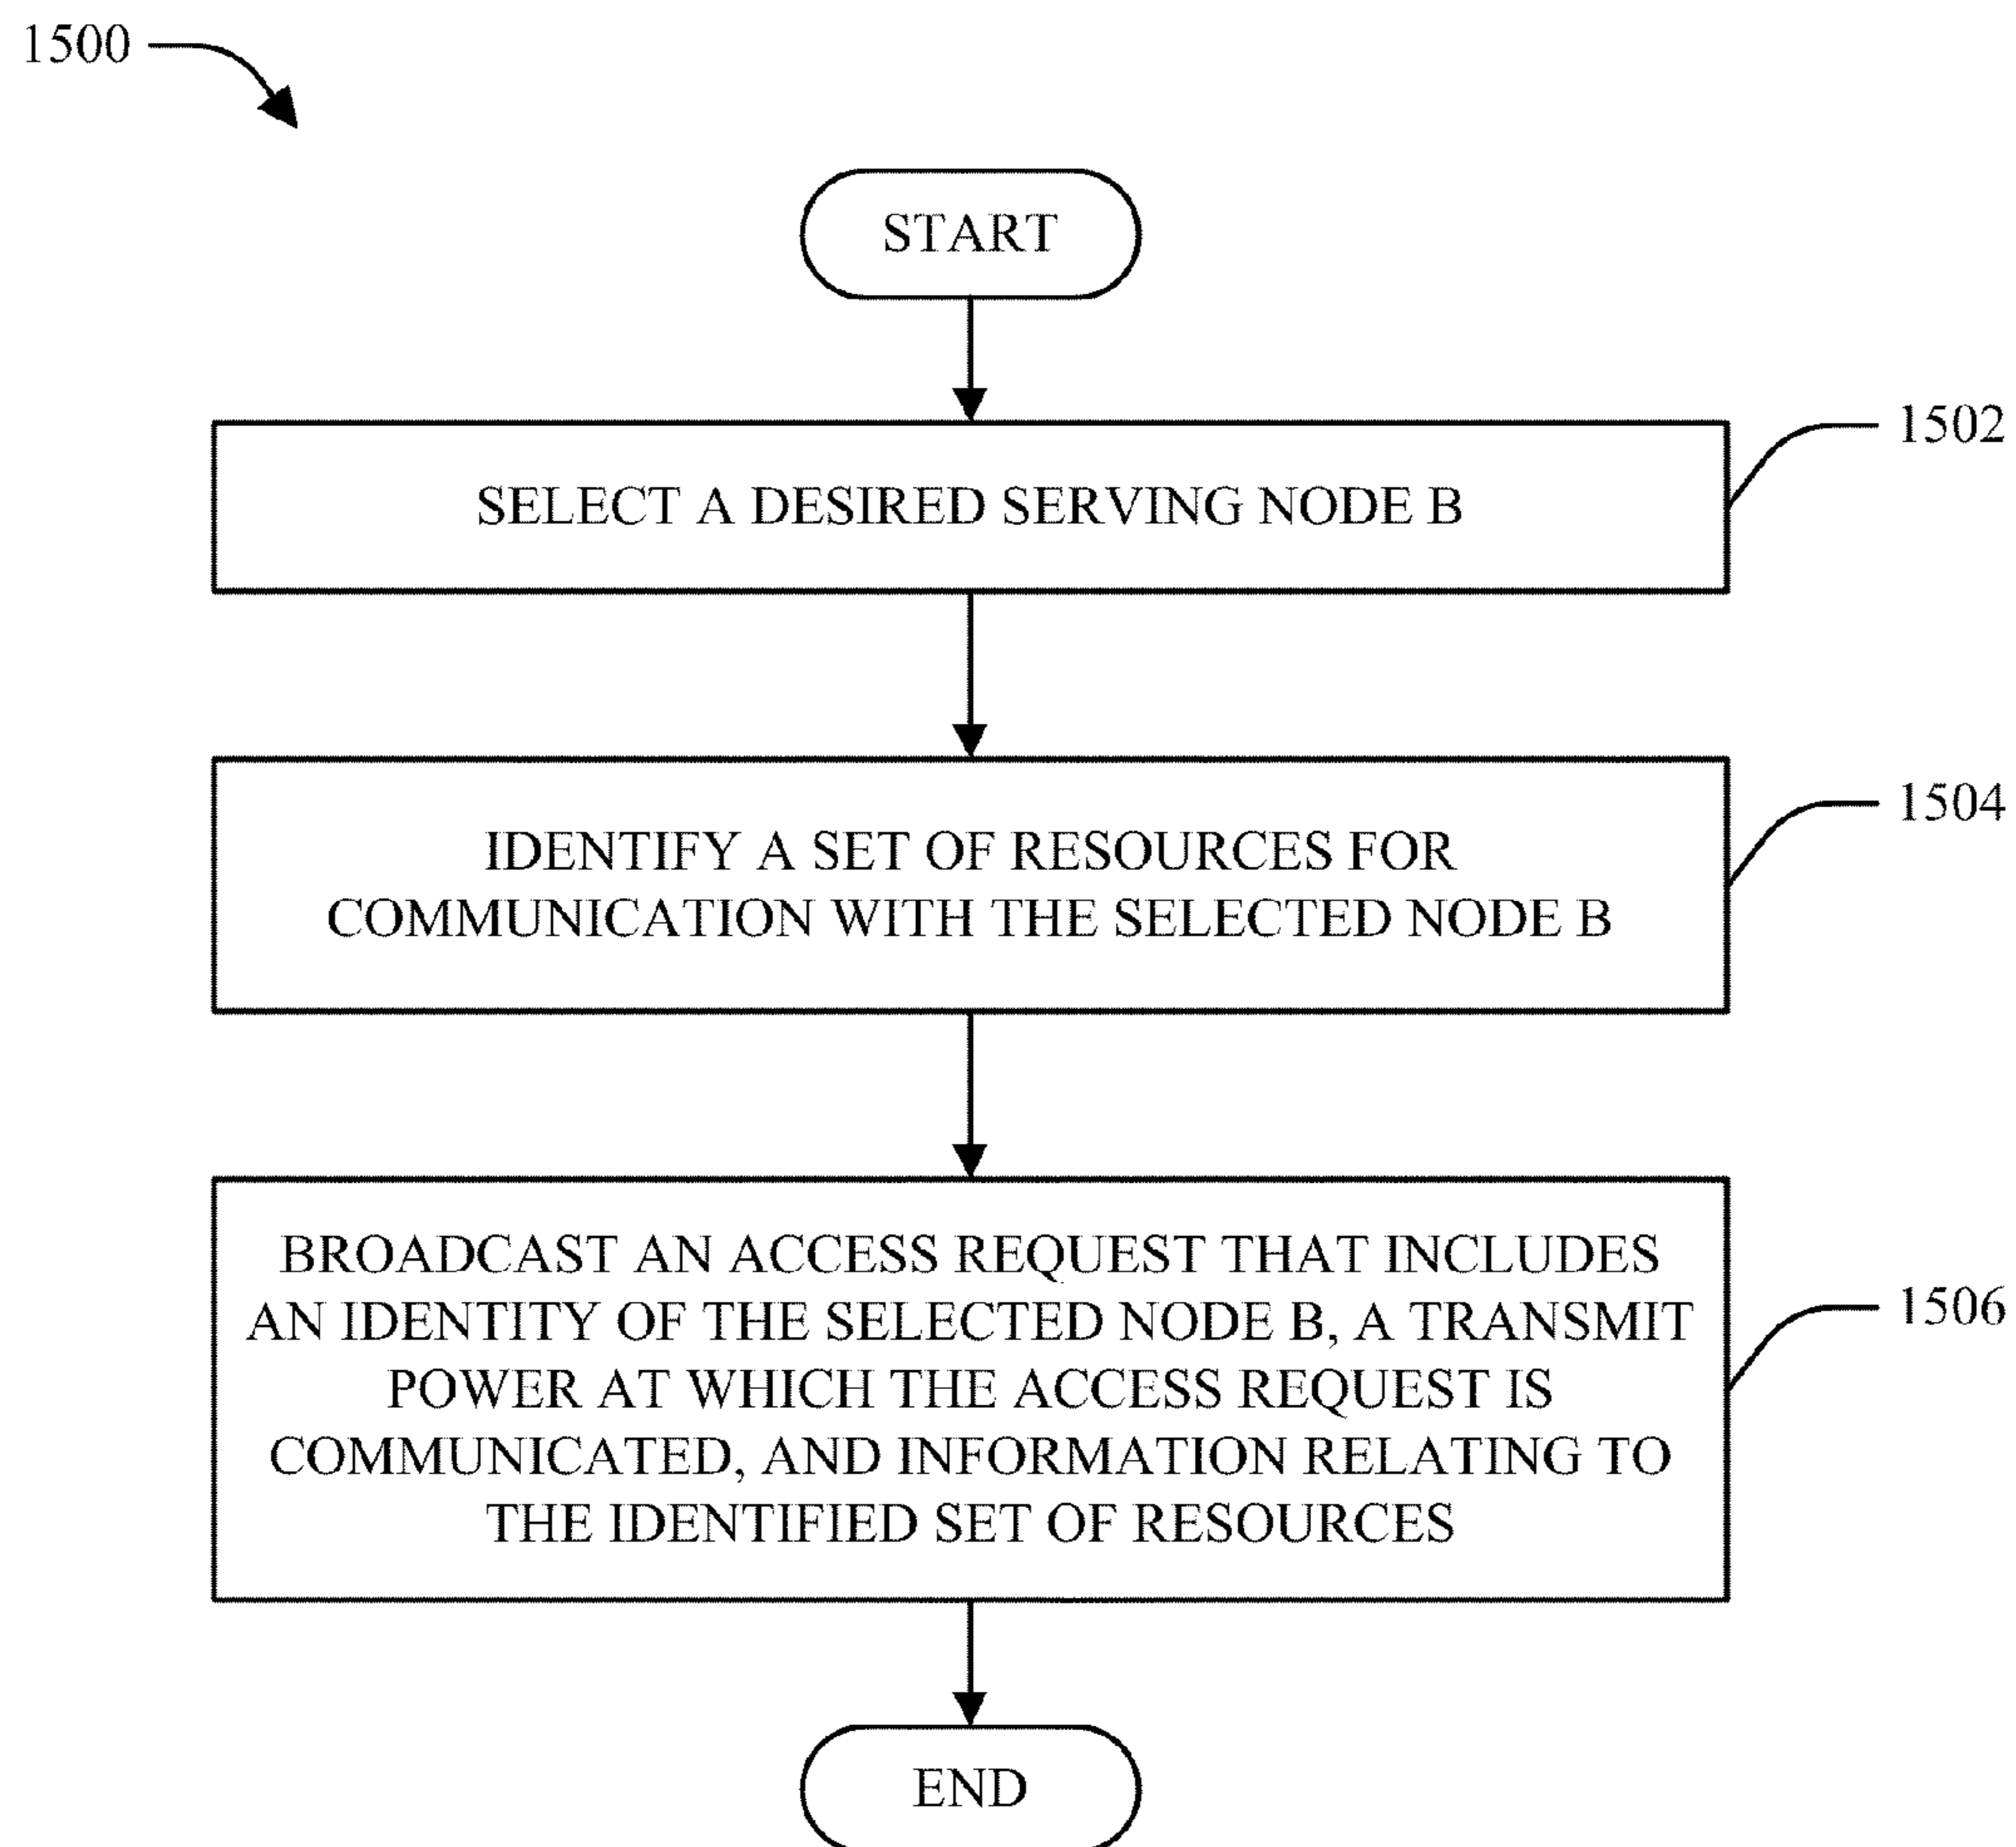 1500
START
1502
SELECT A DESIRED SERVING NODE B
1504
IDENTIFY A SET OF RESOURCES FOR
COMMUNICATION WITH THE SELECTED NODE B
BROADCAST AN ACCESS REQUEST THAT INCLUDES
AN IDENTITY OF THE SELECTED NODE B, A TRANSMIT
1506
POWER AT WHICH THE ACCESS REQUEST IS
COMMUNICATED, AND INFORMATION RELATING TO
THE IDENTIFIED SET OF RESOURCES
END